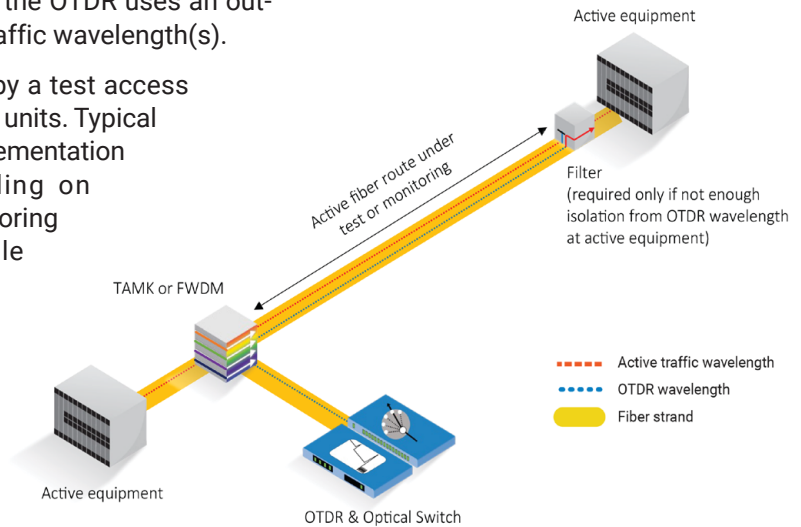 the OTDR uses an out-
affic wavelength(s).
by a test access
units. Typical
ementation
ling on
oring
le
Active equipment
Active fiber route under
test or monitoring
Filter
(required only if not enough
isolation from OTDR wavelength
at active equipment)
TAMK or FWDM
Active traffic wavelength
OTDR wavelength
Fiber strand
Active equipment
OTDR & Optical Switch